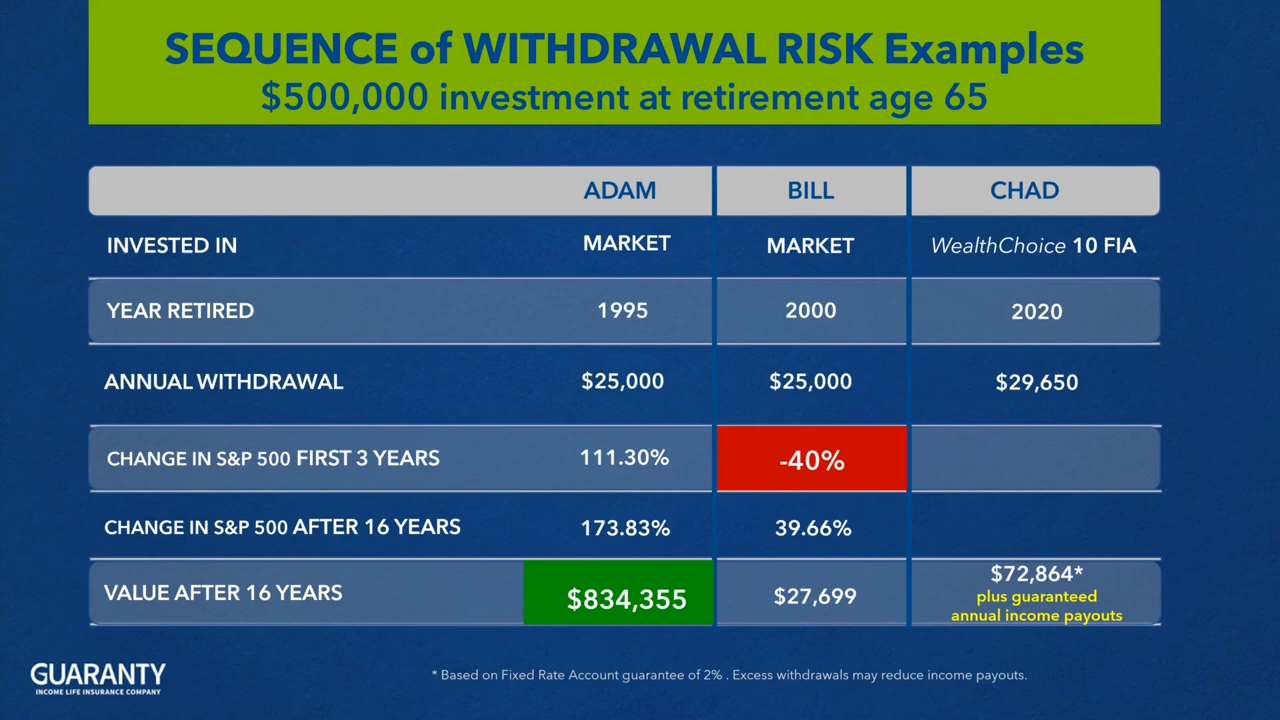 SEQUENCE of WITHDRAWAL RISK Examples
$500,000 investment at retirement age 65
ADAM BILL CHAD
INVESTED IN MARKET MARKET WealthChoice 10 FIA
YEAR RETIRED 1995 2000 2020
ANNUAL WITHDRAWAL $25,000 $25,000 $29,650
CHANGE IN S&P 500 FIRST 3 YEARS 111.30% -40%
CHANGE IN S&P 500 AFTER 16 YEARS 173.83% 39.66%
VALUE AFTER 16 YEARS $834,355 $27,699 $72,864*
plus guaranteed
annual income payouts
GUARANTY
INCOME LIFE INSURANCE COMPANY
* Based on Fixed Rate Account guarantee of 2% . Excess withdrawals may reduce income payouts.